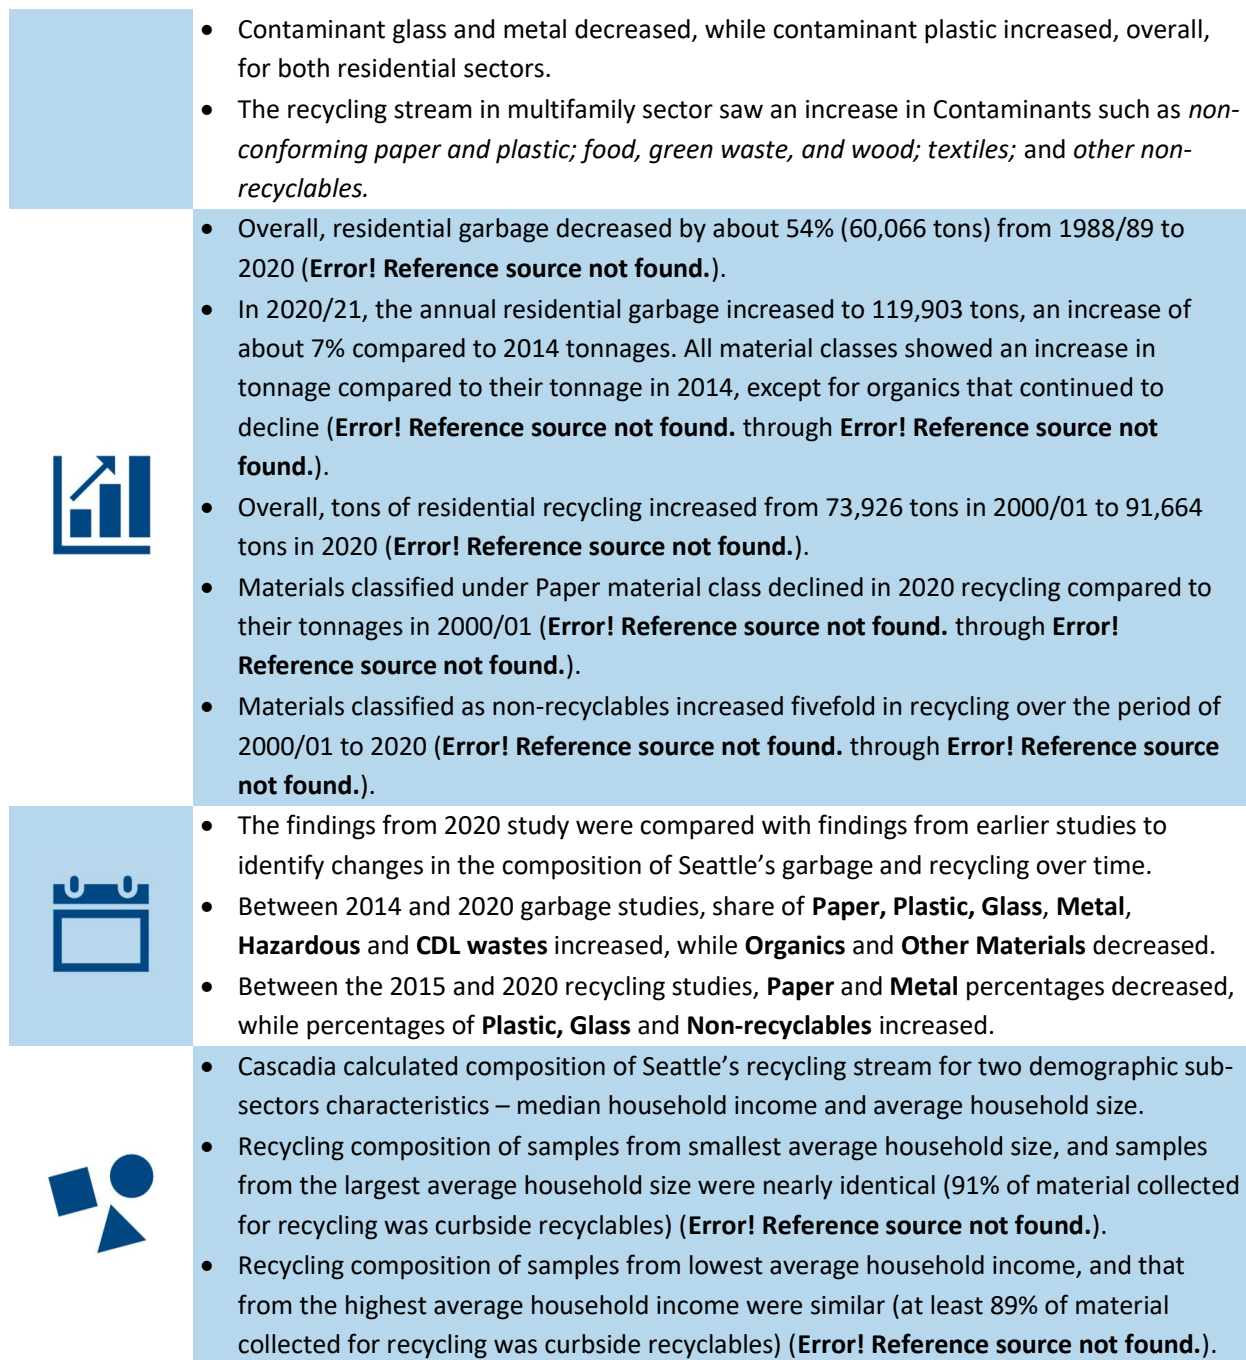 • Contaminant glass and metal decreased, while contaminant plastic increased, overall,
for both residential sectors.
• The recycling stream in multifamily sector saw an increase in Contaminants such as non-
conforming paper and plastic; food, green waste, and wood; textiles; and other non-
recyclables.
• Overall, residential garbage decreased by about 54% (60,066 tons) from 1988/89 to
2020 (Error! Reference source not found.).
• In 2020/21, the annual residential garbage increased to 119,903 tons, an increase of
about 7% compared to 2014 tonnages. All material classes showed an increase in
tonnage compared to their tonnage in 2014, except for organics that continued to
decline (Error! Reference source not found. through Error! Reference source not
found.).
• Overall, tons of residential recycling increased from 73,926 tons in 2000/01 to 91,664
tons in 2020 (Error! Reference source not found.).
• Materials classified under Paper material class declined in 2020 recycling compared to
their tonnages in 2000/01 (Error! Reference source not found. through Error!
Reference source not found.).
• Materials classified as non-recyclables increased fivefold in recycling over the period of
2000/01 to 2020 (Error! Reference source not found. through Error! Reference source
not found.).
• The findings from 2020 study were compared with findings from earlier studies to
identify changes in the composition of Seattle’s garbage and recycling over time.
• Between 2014 and 2020 garbage studies, share of Paper, Plastic, Glass, Metal,
Hazardous and CDL wastes increased, while Organics and Other Materials decreased.
• Between the 2015 and 2020 recycling studies, Paper and Metal percentages decreased,
while percentages of Plastic, Glass and Non-recyclables increased.
• Cascadia calculated composition of Seattle’s recycling stream for two demographic sub-
sectors characteristics – median household income and average household size.
• Recycling composition of samples from smallest average household size, and samples
from the largest average household size were nearly identical (91% of material collected
for recycling was curbside recyclables) (Error! Reference source not found.).
• Recycling composition of samples from lowest average household income, and that
from the highest average household income were similar (at least 89% of material
collected for recycling was curbside recyclables) (Error! Reference source not found.).